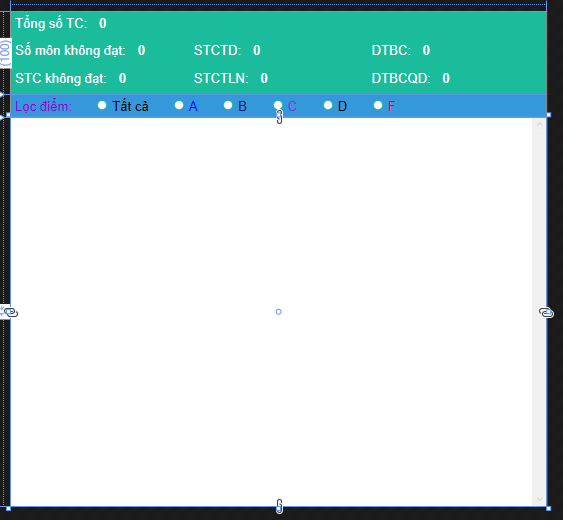 Tổng số TC: 0
Số môn không đạt: 0 STCTD: 0 DTBC: 0
STC không đạt: 0 STCTLN: 0 DTBCQD: 0
Lọc điểm: Tất cả A B C D F
(100)